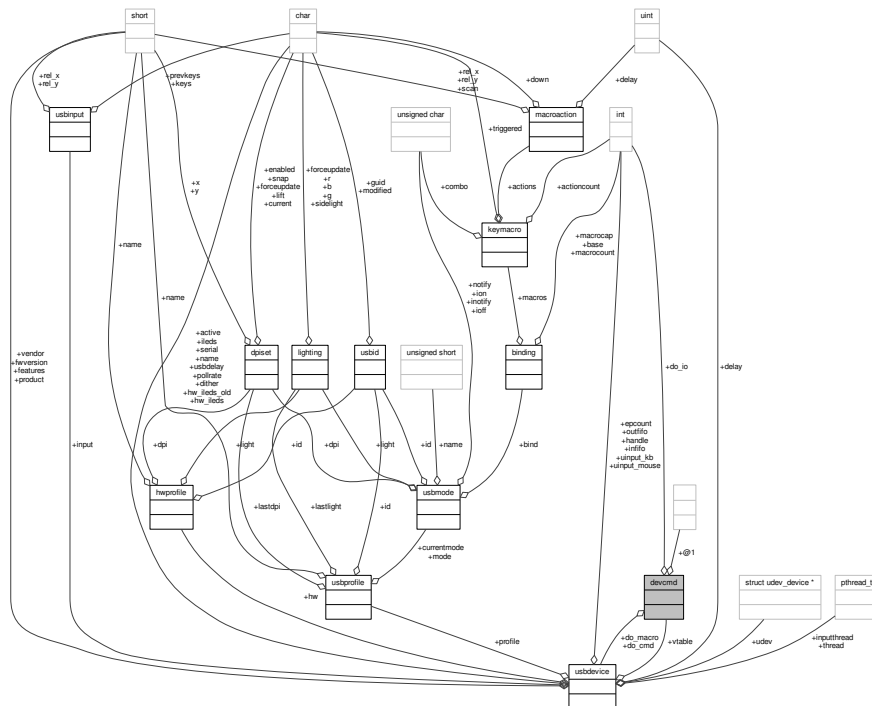 short
char
uint
+rel_x
+rel_y
+prevkeys
+keys
+rel_x
+rel_y
+scan
+down
+delay
usbinput
unsigned char
macroaction
int
+triggered
+x
+y
+enabled
+snap
+forceupdate
+lift
+current
+forceupdate
+r
+b
+g
+sidelight
+guid
+modified
+combo
+actions
+actioncount
keymacro
+name
+macrocap
+base
+macrocount
+name
+notify
+ion
+inotify
+ioff
+macros
+active
+ileds
+serial
+name
+usbdelay
+pollrate
+dither
+hw_ileds_old
+hw_ileds
dpiset
lighting
usbid
unsigned short
binding
+vendor
+fwversion
+features
+product
+do_io
+delay
+input
+dpi
+light
+id
+dpi
+light
+id
+name
+bind
+epcount
+outfifo
+handle
+infifo
+uinput_kb
+uinput_mouse
hwprofile
usbmode
+lastdpi
+lastlight
+id
+currentmode
+mode
+@1
usbprofile
devcmd
struct udev_device *
pthread_t
+hw
+profile
+do_macro
+do_cmd
+vtable
+udev
+inputthread
+thread
usbdevice